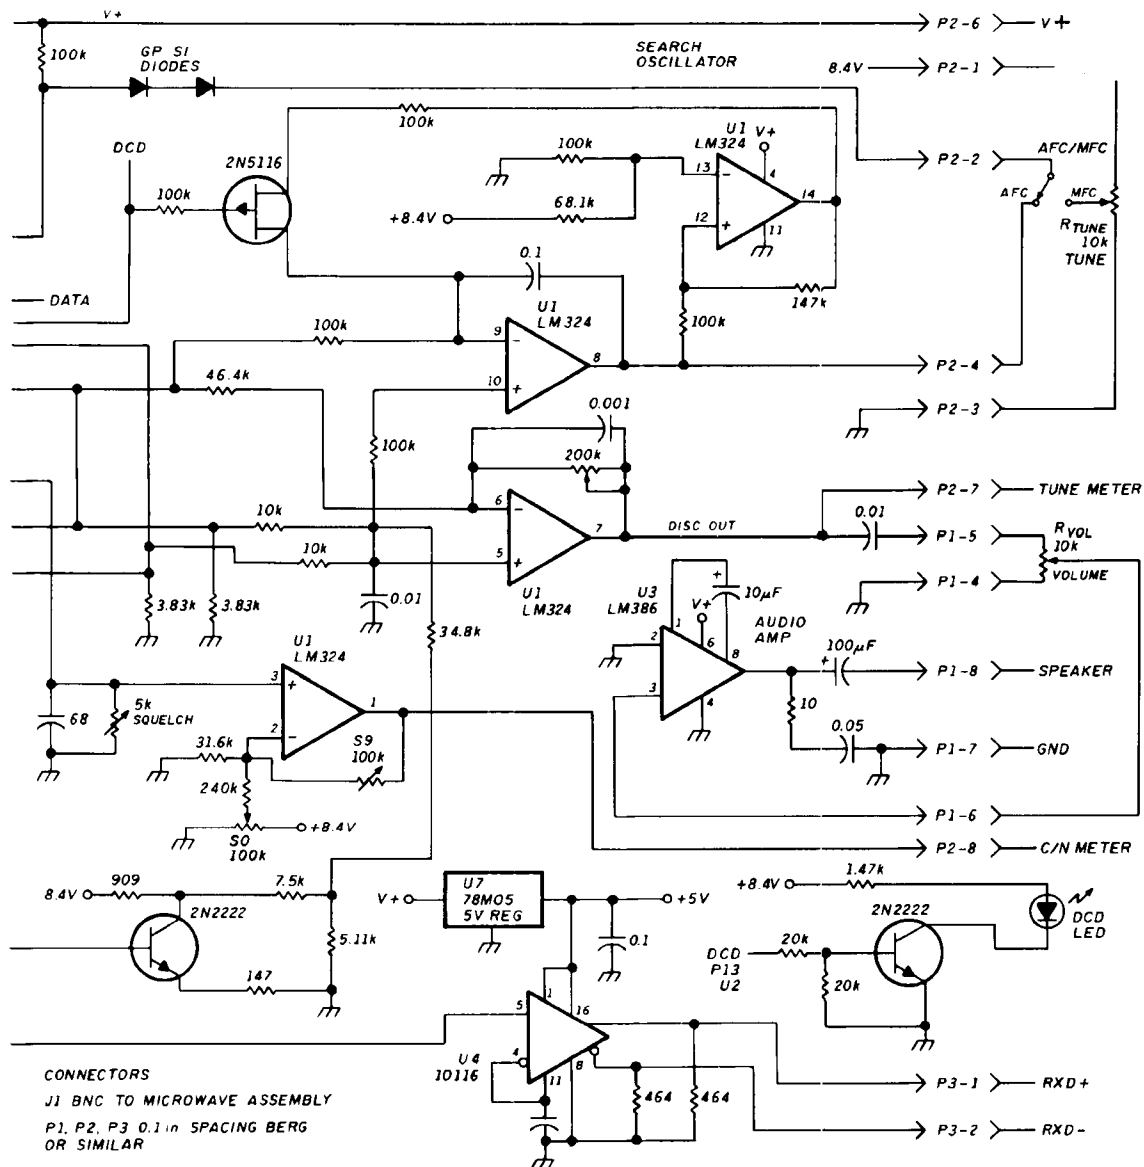 V+
P2-6
V+
100k
GP SI
DIODES
SEARCH
OSCILLATOR
8.4V
P2-1
100k
U1
LM324
V+
2N5116
DCD
100k
13
4
14
P2-2
AFC/MFC
AFC
MFC
RTUNE
10k
TUNE
100k
68.1k
+8.4V
12
11
0.1
147k
DATA
U1
LM324
100k
100k
9
8
10
P2-4
46.4k
P2-3
0.001
100k
200k
6
7
5
P2-7
TUNE METER
0.01
10k
DISC OUT
P1-5
RVOL
10k
VOLUME
10k
U1
LM324
P1-4
3.83k
3.83k
0.01
34.8k
U3
LM386
1
V+
10µF
6
8
AUDIO
AMP
2
3
4
100µF
P1-8
SPEAKER
U1
LM324
3
1
2
68
5k
SQUELCH
10
0.05
P1-7
GND
31.6k
S9
100k
240k
+8.4V
S0
100k
P1-6
P2-8
C/N METER
8.4V
909
7.5k
2N2222
5.11k
147
V+
U7
78M05
5V REG
+5V
0.1
+8.4V
1.47k
2N2222
DCD
LED
DCD
P13
U2
20k
20k
5
1
16
4
8
11
U4
10116
464
464
P3-1
RXD+
P3-2
RXD-
CONNECTORS
J1 BNC TO MICROWAVE ASSEMBLY
P1, P2, P3 0.1 in SPACING BERG
OR SIMILAR